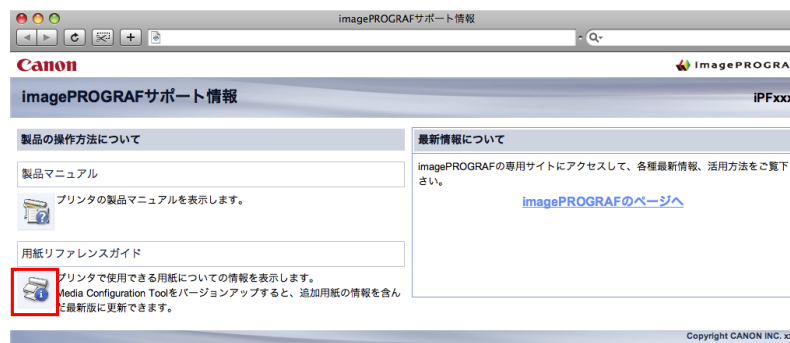 imagePROGRAFサポート情報
Canon
imagePROGRA
imagePROGRAFサポート情報
iPFxxx
製品の操作方法について
製品マニュアル
プリンタの製品マニュアルを表示します。
用紙リファレンスガイド
プリンタで使用できる用紙についての情報を表示します。
Media Configuration Toolをバージョンアップすると、追加用紙の情報を含ん
だ最新版に更新できます。
最新情報について
imagePROGRAFの専用サイトにアクセスして、各種最新情報、活用方法をご覧下
さい。
imagePROGRAFのページへ
Copyright CANON INC. x